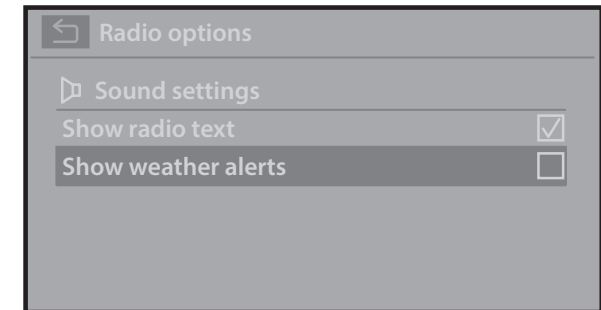 Radio options
Sound settings
Show radio text
Show weather alerts